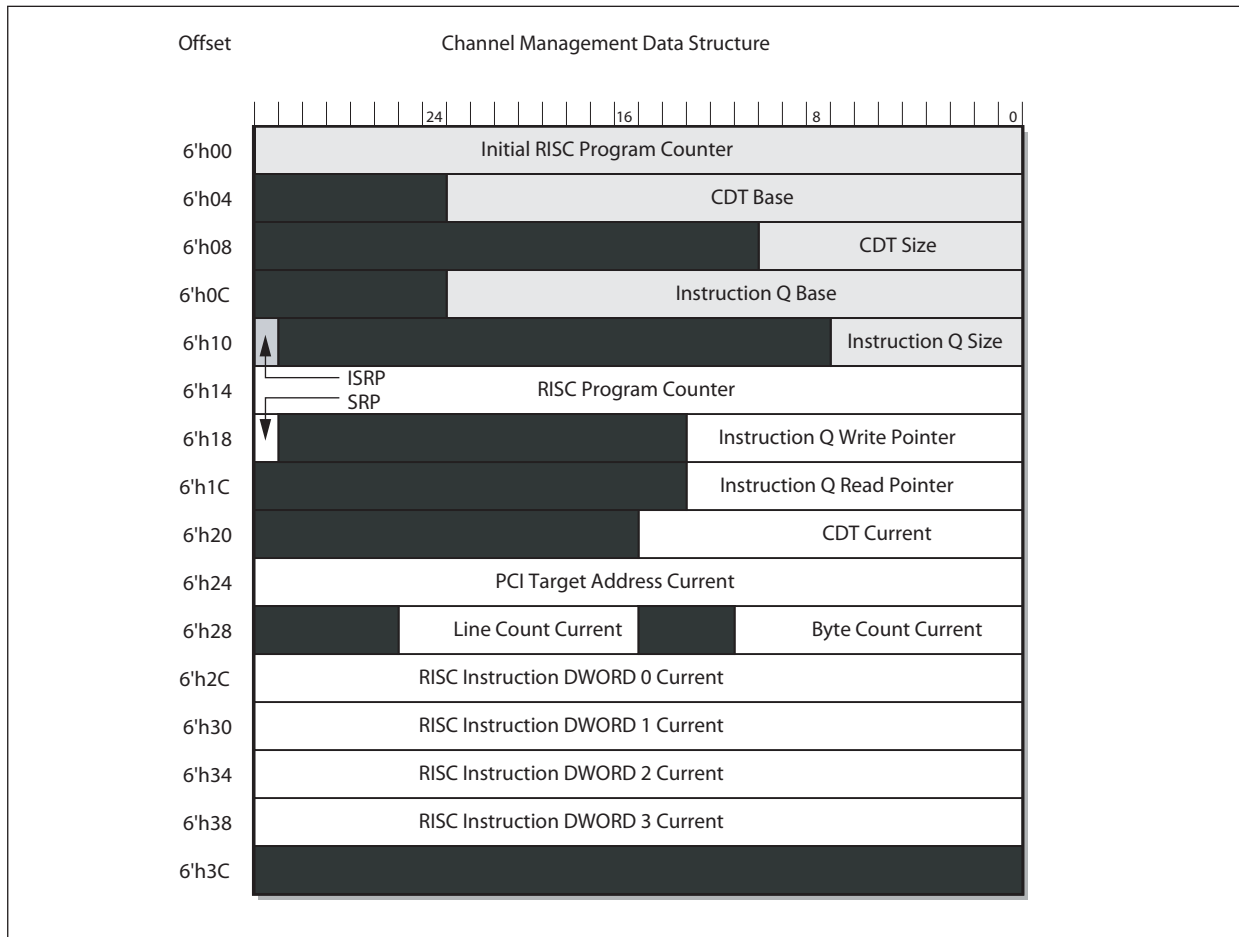 Offset Channel Management Data Structure
24 16 8 0
6'h00 Initial RISC Program Counter
6'h04 CDT Base
6'h08 CDT Size
6'h0C Instruction Q Base
6'h10 Instruction Q Size
ISRP
6'h14 RISC Program Counter
SRP
6'h18 Instruction Q Write Pointer
6'h1C Instruction Q Read Pointer
6'h20 CDT Current
6'h24 PCI Target Address Current
6'h28 Line Count Current Byte Count Current
6'h2C RISC Instruction DWORD 0 Current
6'h30 RISC Instruction DWORD 1 Current
6'h34 RISC Instruction DWORD 2 Current
6'h38 RISC Instruction DWORD 3 Current
6'h3C